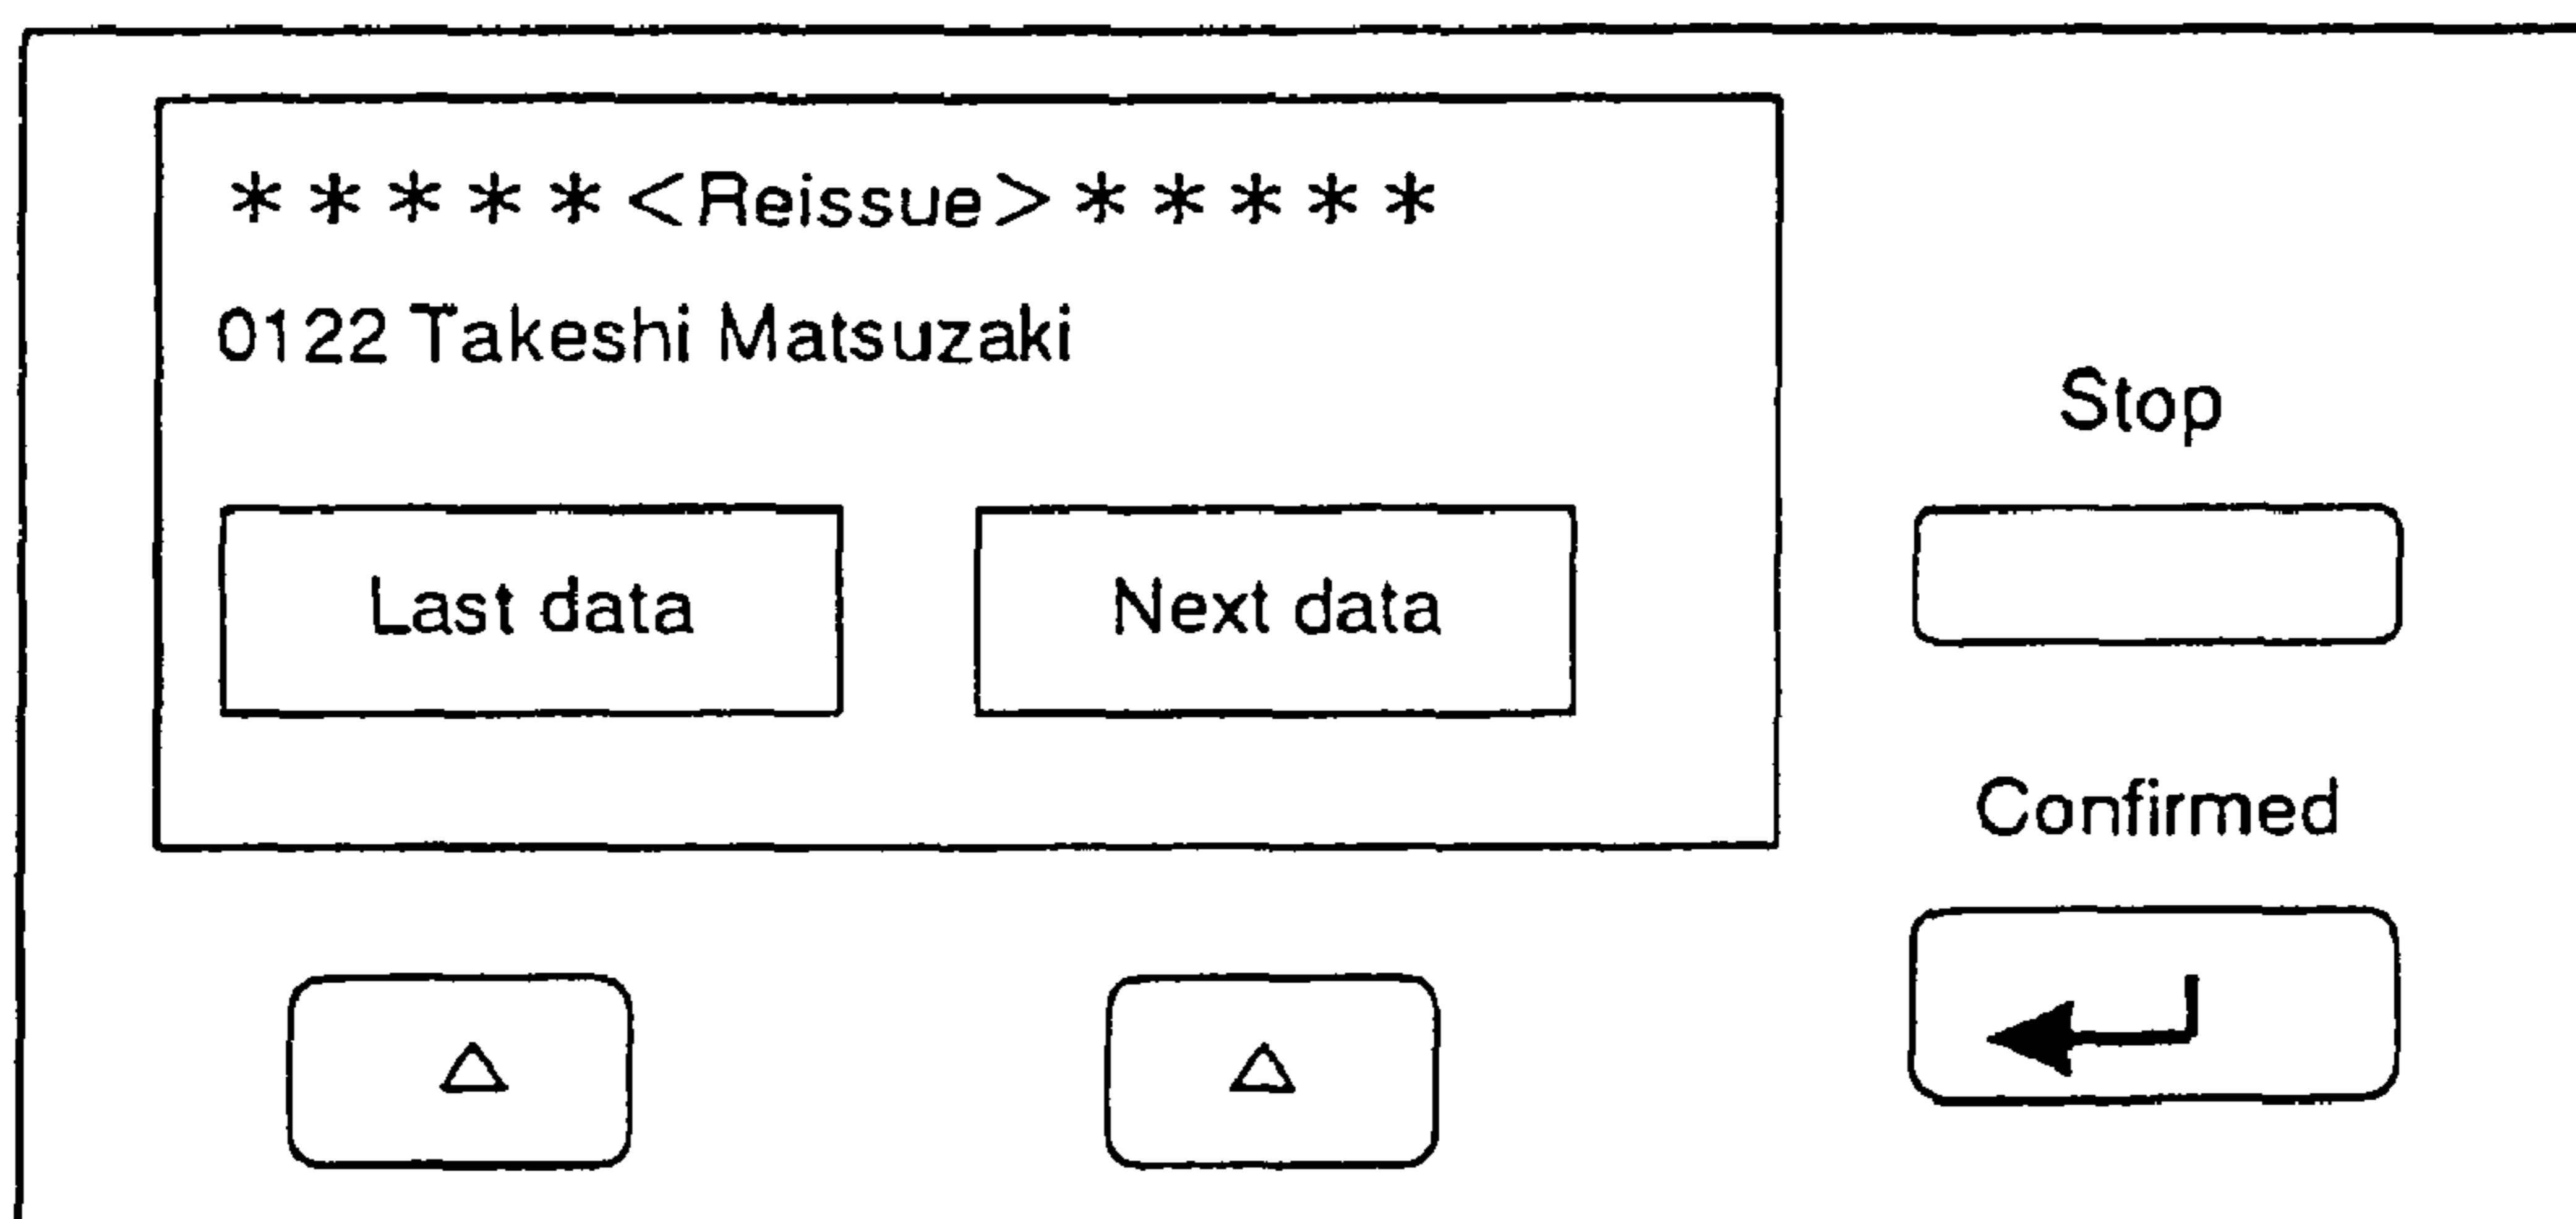 *****<Reissue>*****
0122 Takeshi Matsuzaki
Last data
Next data
Stop
Confirmed